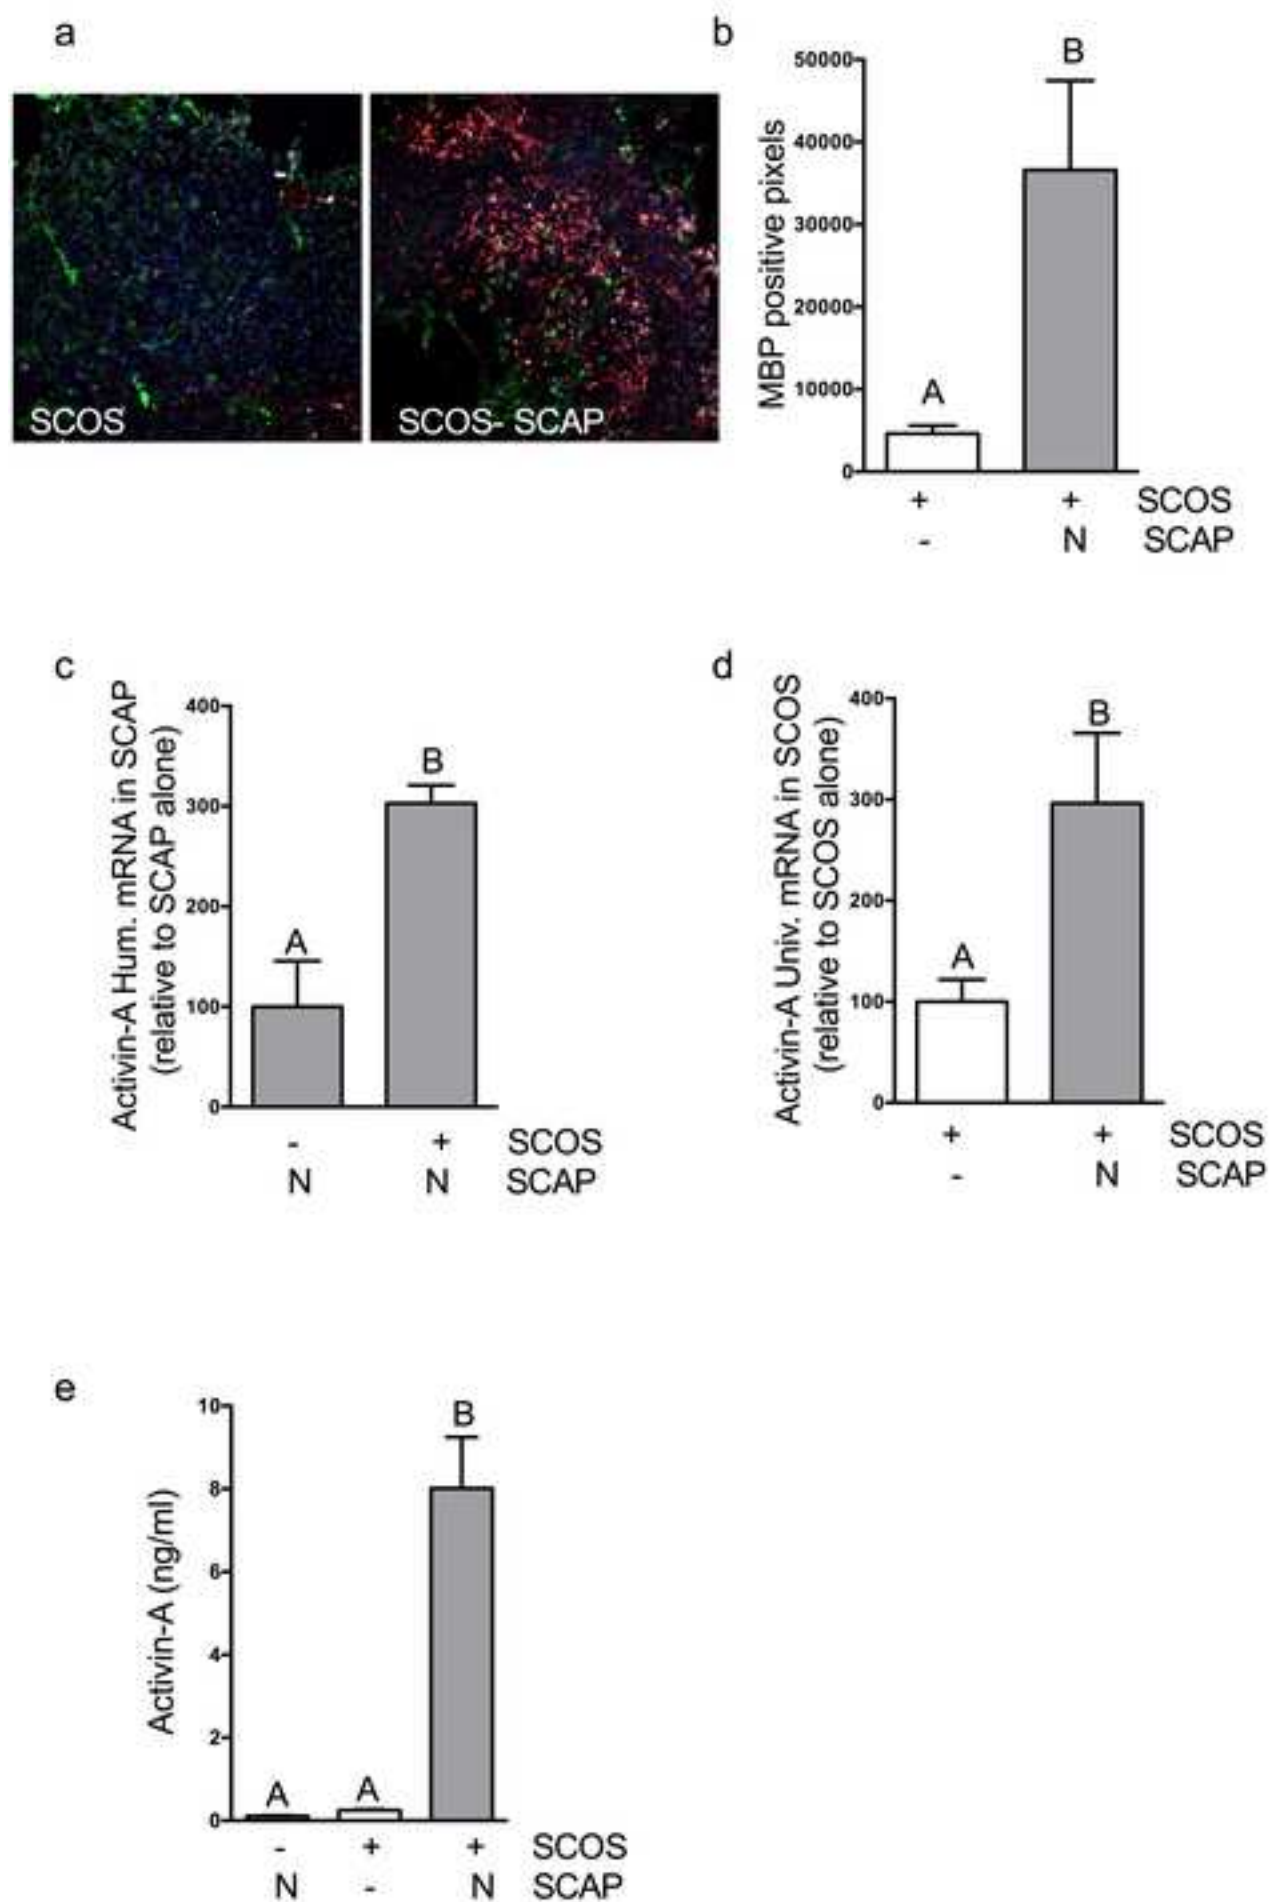 a
SCOS
SCOS- SCAP
b
MBP positive pixels
50000
40000
30000
20000
10000
0
A
B
+ + SCOS
- N SCAP
c
Activin-A Hum. mRNA in SCAP
(relative to SCAP alone)
400
300
200
100
0
A
B
- + SCOS
N N SCAP
d
Activin-A Univ. mRNA in SCOS
(relative to SCOS alone)
400
300
200
100
0
A
B
+ + SCOS
- N SCAP
e
Activin-A (ng/ml)
10
8
6
4
2
0
A
A
B
- + + SCOS
N - N SCAP